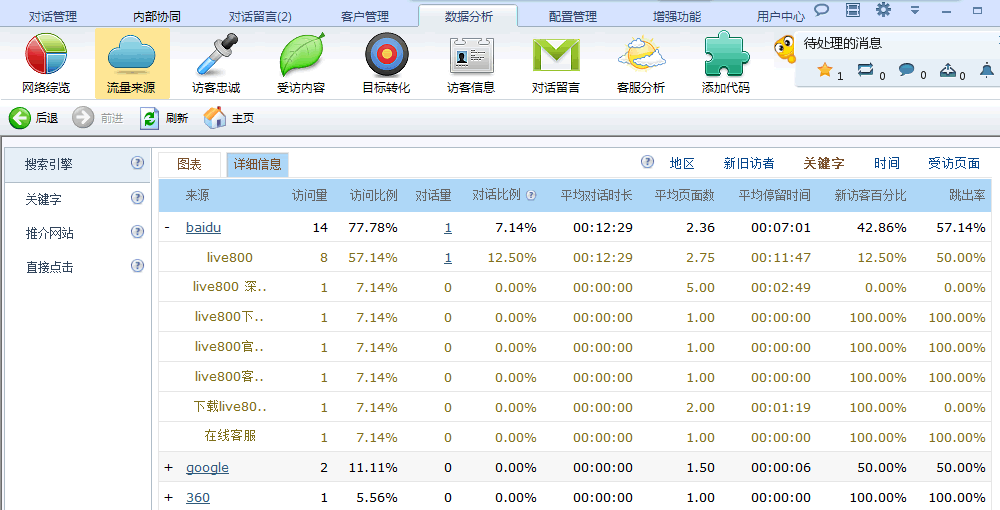 对话管理 内部协同 对话留言(2) 客户管理 数据分析 配置管理 增强功能 用户中心
待处理的消息
1 0 0 0
网络综览 流量来源 访客忠诚 受访内容 目标转化 访客信息 对话留言 客服分析 添加代码
后退 前进 刷新 主页
搜索引擎 ?
关键字 ?
推介网站 ?
直接点击 ?
图表 详细信息 ? 地区 新旧访者 关键字 时间 受访页面
来源 访问量 访问比例 对话量 对话比例 ? 平均对话时长 平均页面数 平均停留时间 新访客百分比 跳出率
- baidu 14 77.78% 1 7.14% 00:12:29 2.36 00:07:01 42.86% 57.14%
live800 8 57.14% 1 12.50% 00:12:29 2.75 00:11:47 12.50% 50.00%
live800 深.. 1 7.14% 0 0.00% 00:00:00 5.00 00:02:49 0.00% 0.00%
live800下.. 1 7.14% 0 0.00% 00:00:00 1.00 00:00:00 100.00% 100.00%
live800官.. 1 7.14% 0 0.00% 00:00:00 1.00 00:00:00 100.00% 100.00%
live800客.. 1 7.14% 0 0.00% 00:00:00 1.00 00:00:00 100.00% 100.00%
下载live80.. 1 7.14% 0 0.00% 00:00:00 2.00 00:01:19 100.00% 0.00%
在线客服 1 7.14% 0 0.00% 00:00:00 1.00 00:00:00 100.00% 100.00%
+ google 2 11.11% 0 0.00% 00:00:00 1.50 00:00:06 50.00% 50.00%
+ 360 1 5.56% 0 0.00% 00:00:00 1.00 00:00:00 100.00% 100.00%